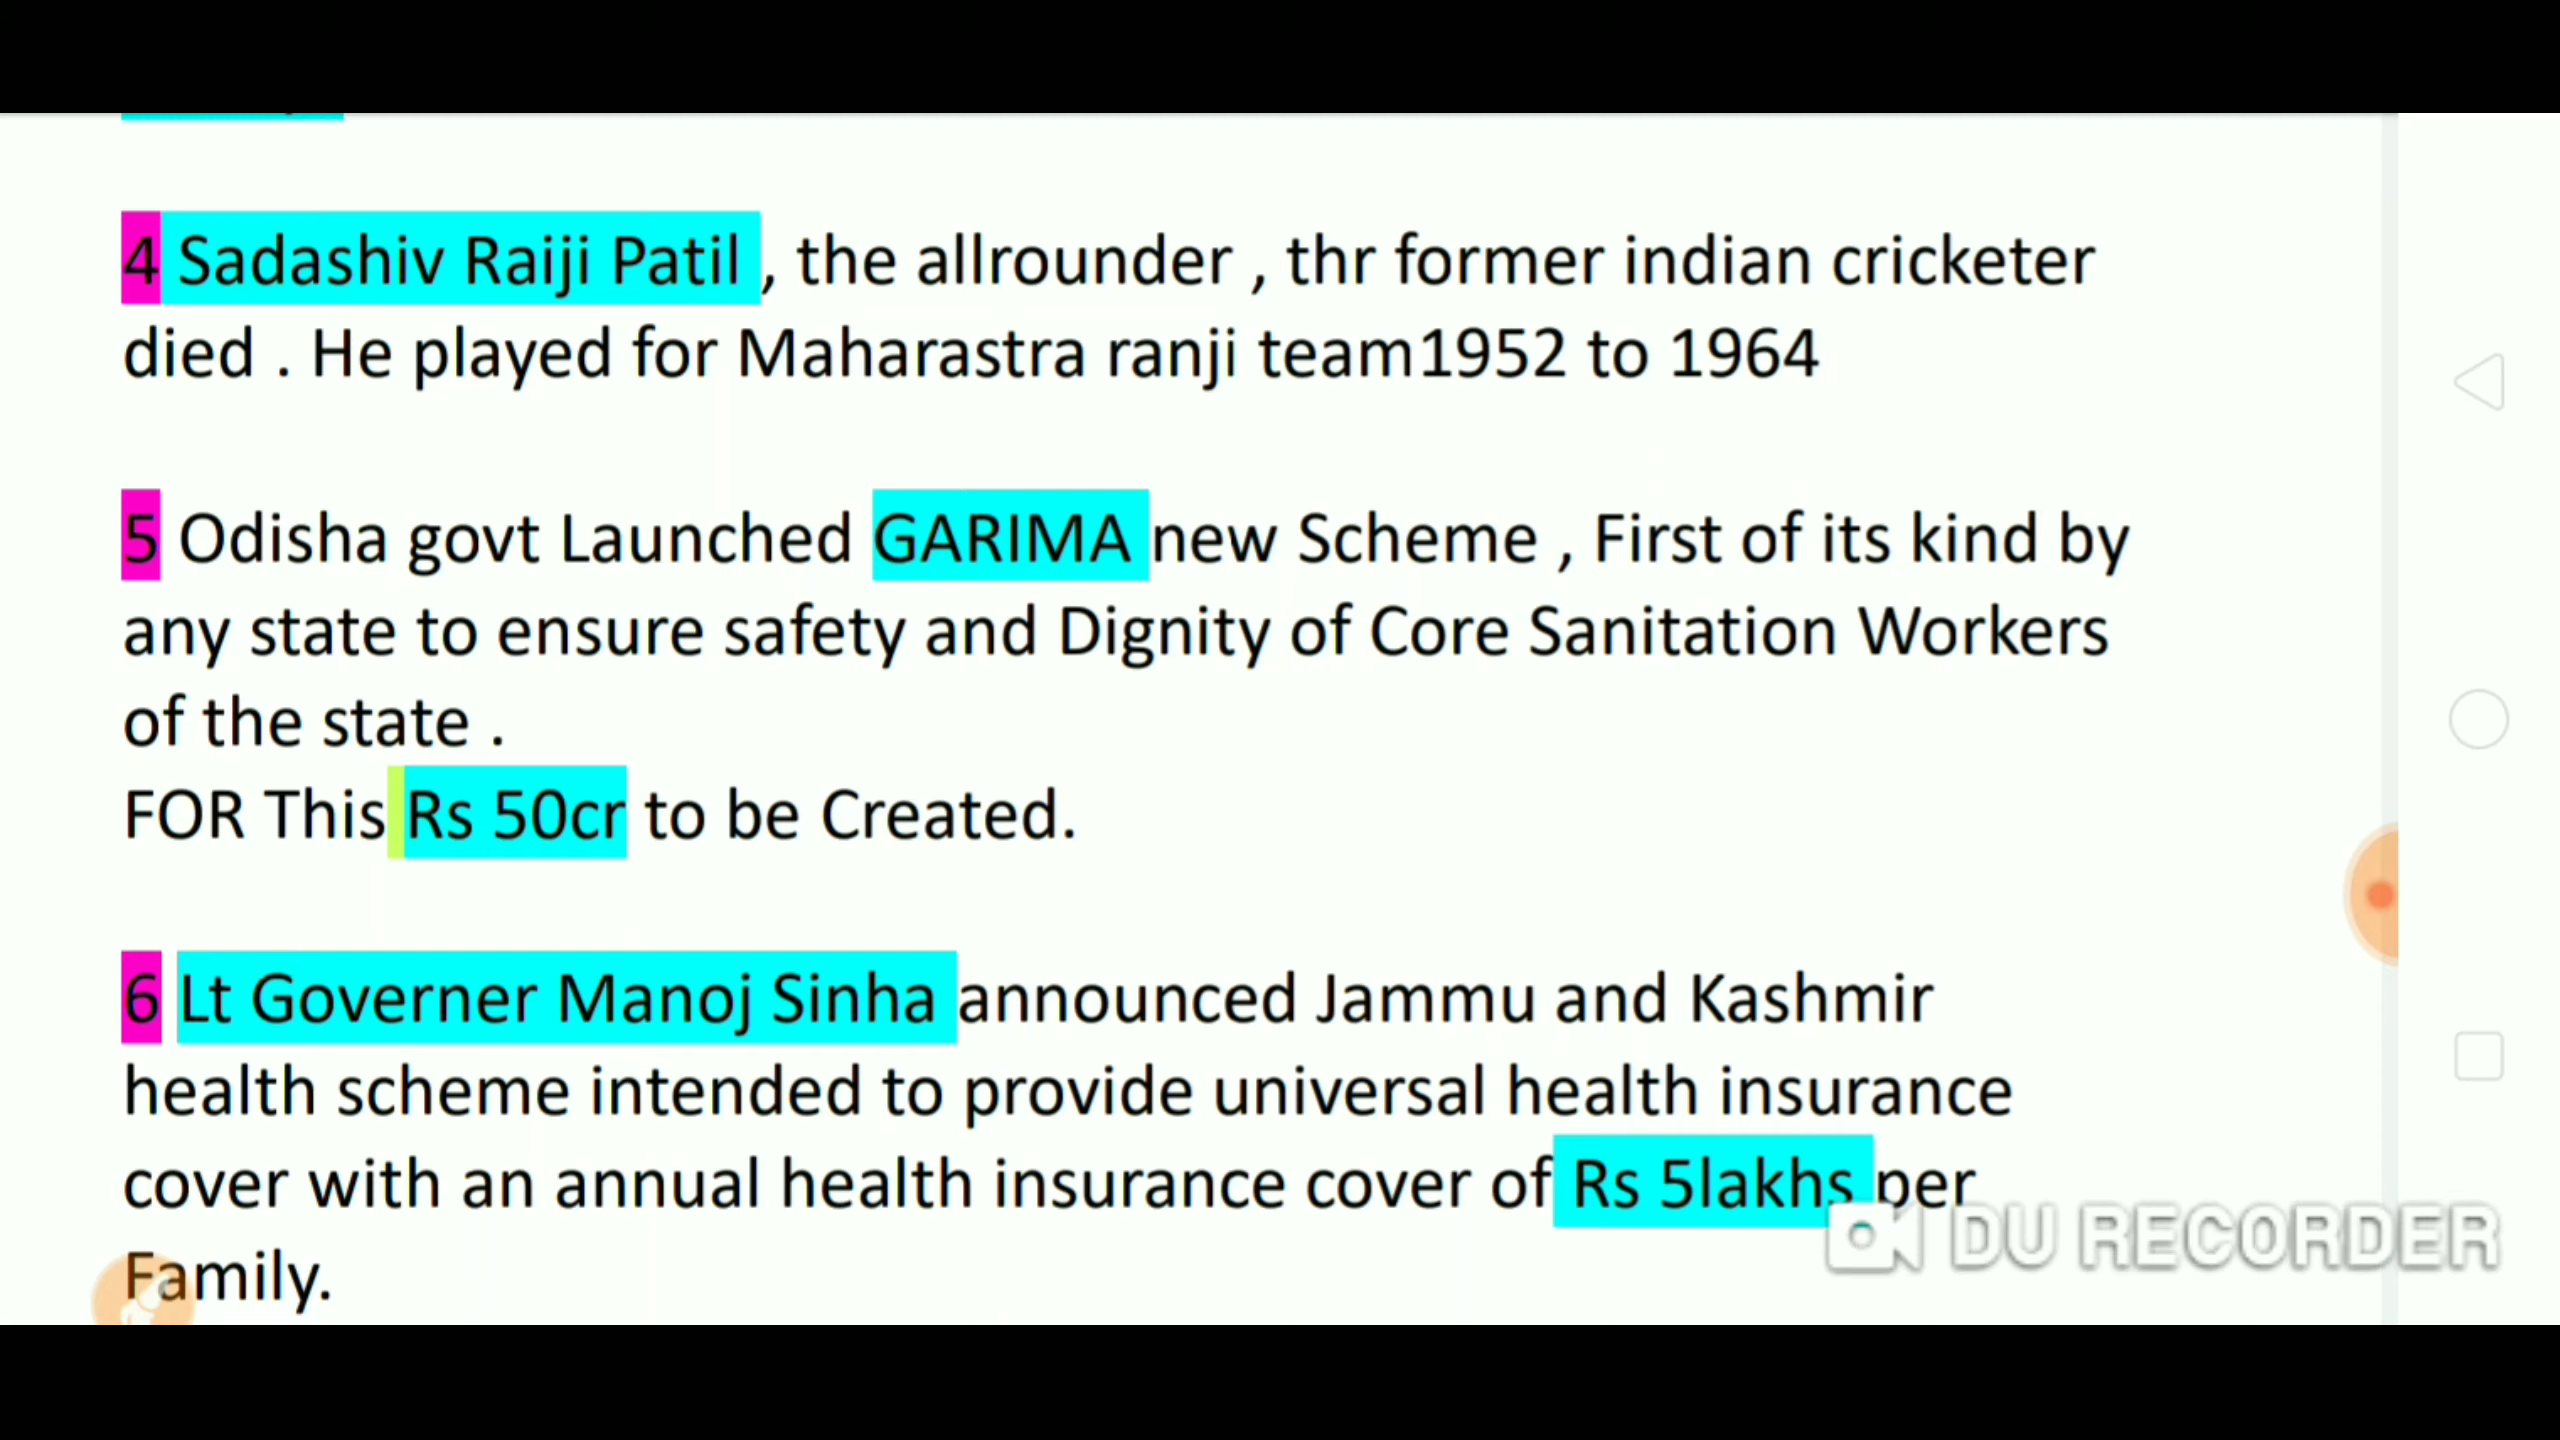 4 Sadashiv Raiji Patil , the allrounder , thr former indian cricketer
died . He played for Maharastra ranji team1952 to 1964
5 Odisha govt Launched GARIMA new Scheme , First of its kind by
any state to ensure safety and Dignity of Core Sanitation Workers
of the state .
FOR This Rs 50cr to be Created.
6 Lt Governer Manoj Sinha announced Jammu and Kashmir
health scheme intended to provide universal health insurance
cover with an annual health insurance cover of Rs 5lakhs per
Family.
DU RECORDER